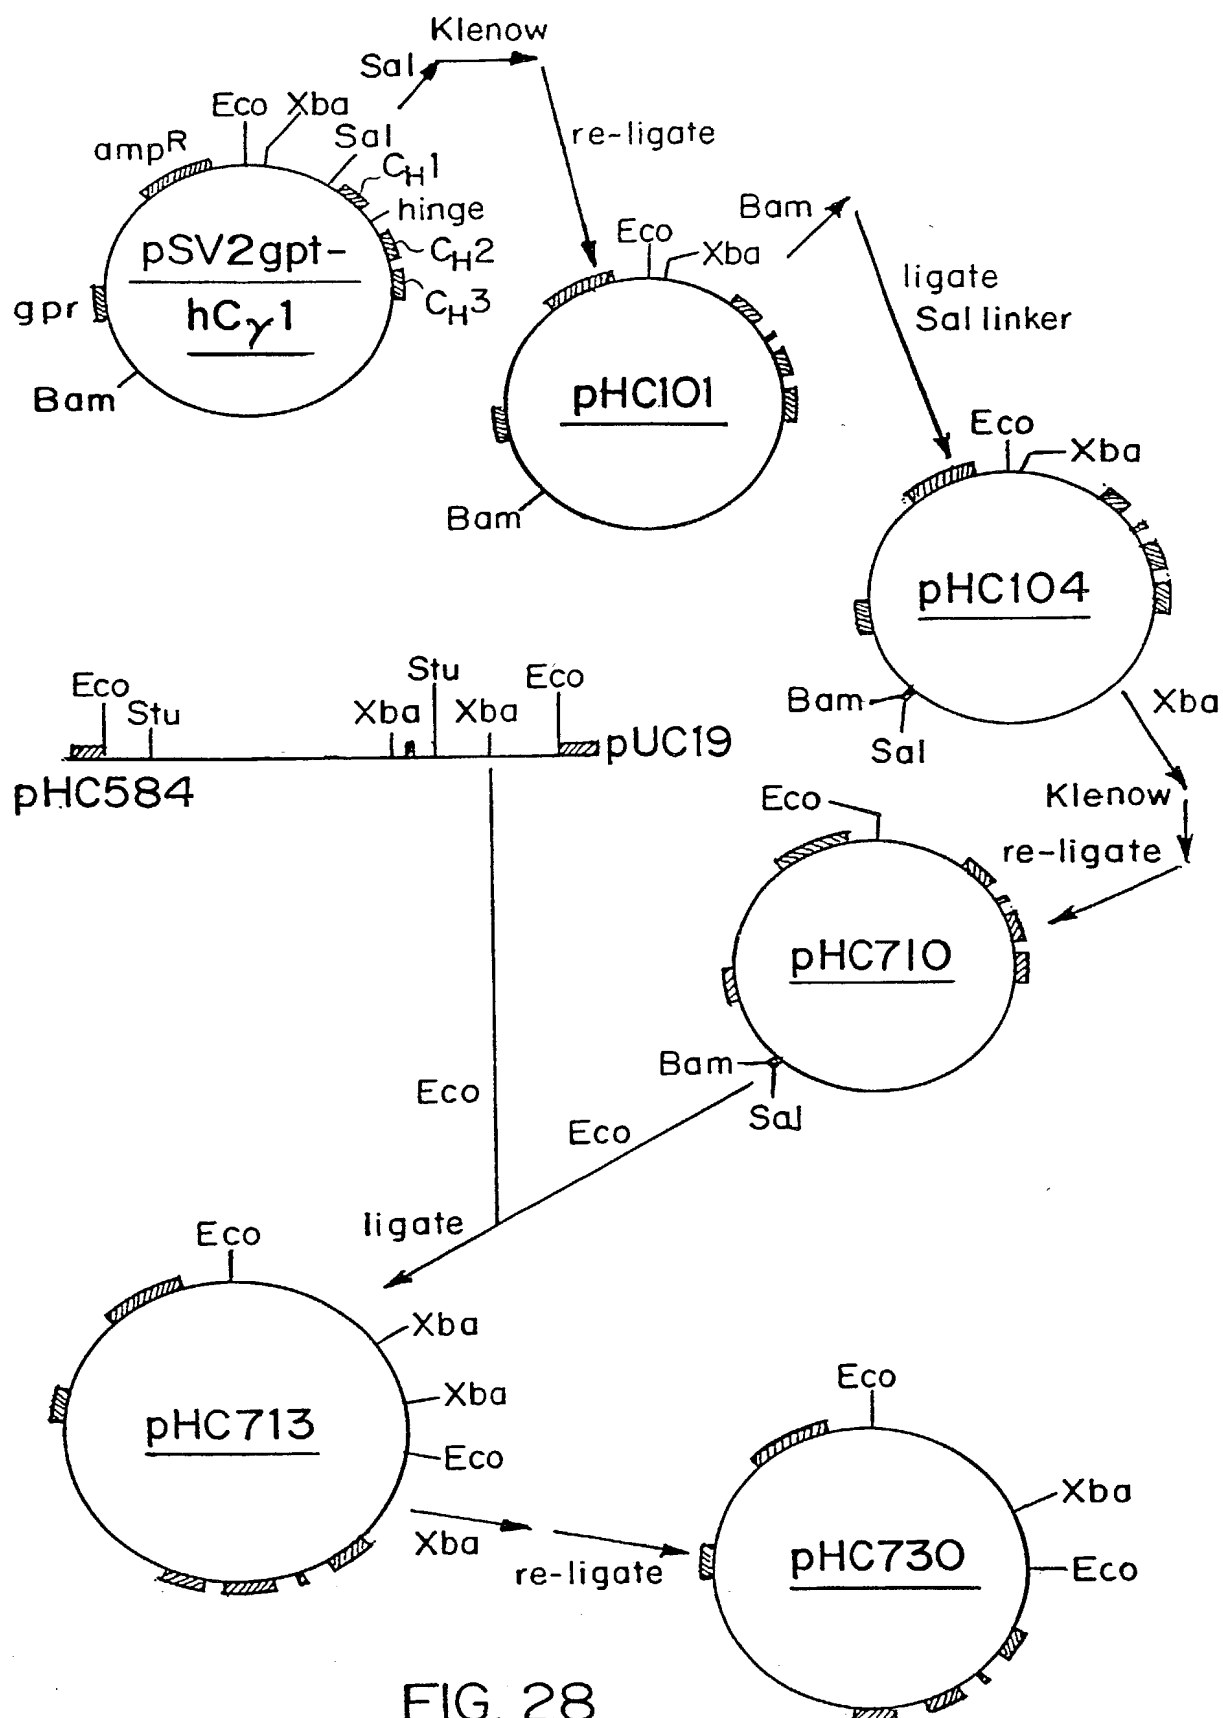 Klenow
Sal
re-ligate
Eco
Xba
Sal
ampR
CH1
hinge
CH2
CH3
pSV2gpt-
hCγ1
gpr
Bam
Bam
ligate
Sal linker
Eco
Xba
pHC101
Bam
Eco
Xba
pHC104
Bam
Sal
Xba
Klenow
re-ligate
Eco
Stu
Xba
Stu
Xba
Eco
pUC19
pHC584
Eco
pHC710
Bam
Sal
Eco
Eco
ligate
Eco
Xba
Xba
Eco
pHC713
Xba
re-ligate
Eco
Xba
Eco
pHC730
FIG. 28